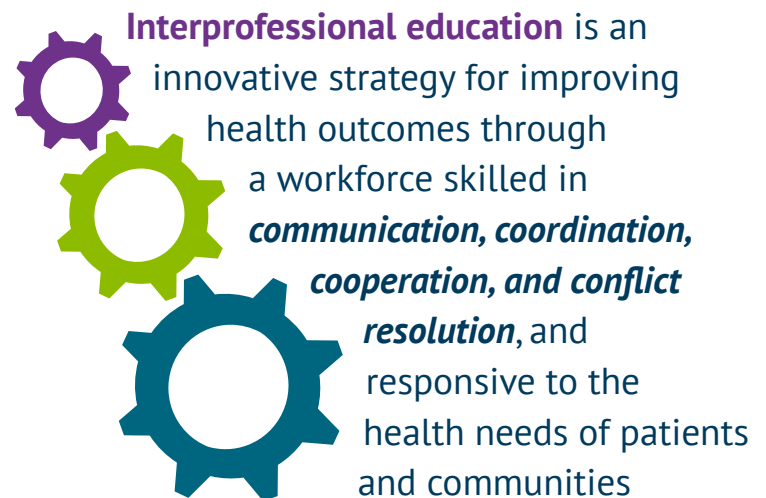 Interprofessional education is an
innovative strategy for improving
health outcomes through
a workforce skilled in
communication, coordination,
cooperation, and conflict
resolution, and
responsive to the
health needs of patients
and communities